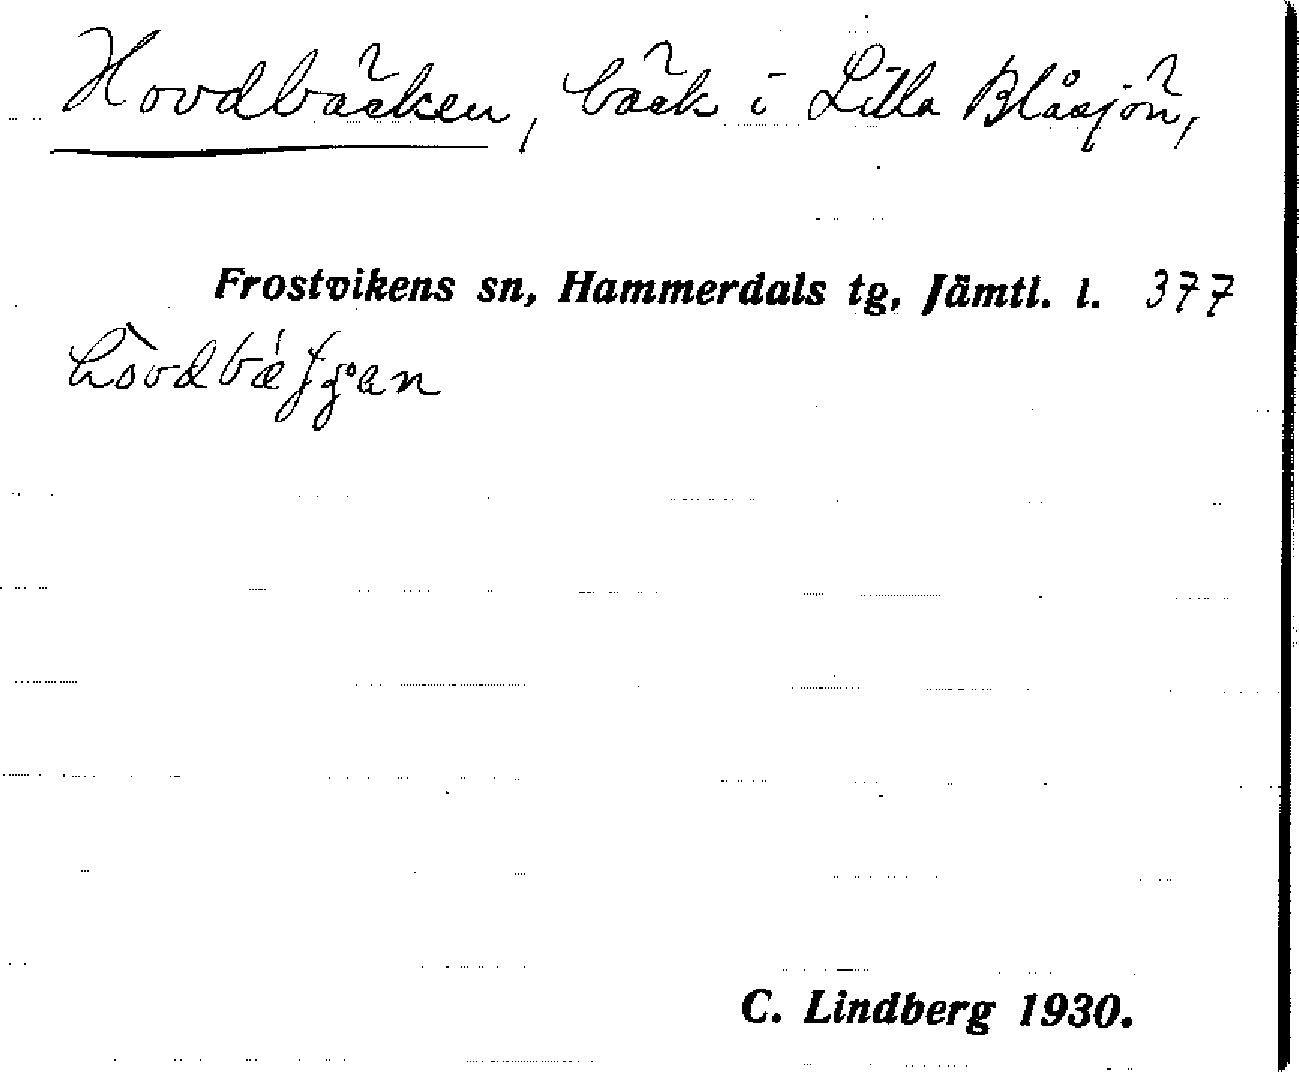 Hovdbäcken, bäck i Lilla Blåsjön,
Frostvikens sn, Hammerdals tg, Jämtl. l. 377
C. Lindberg 1930.